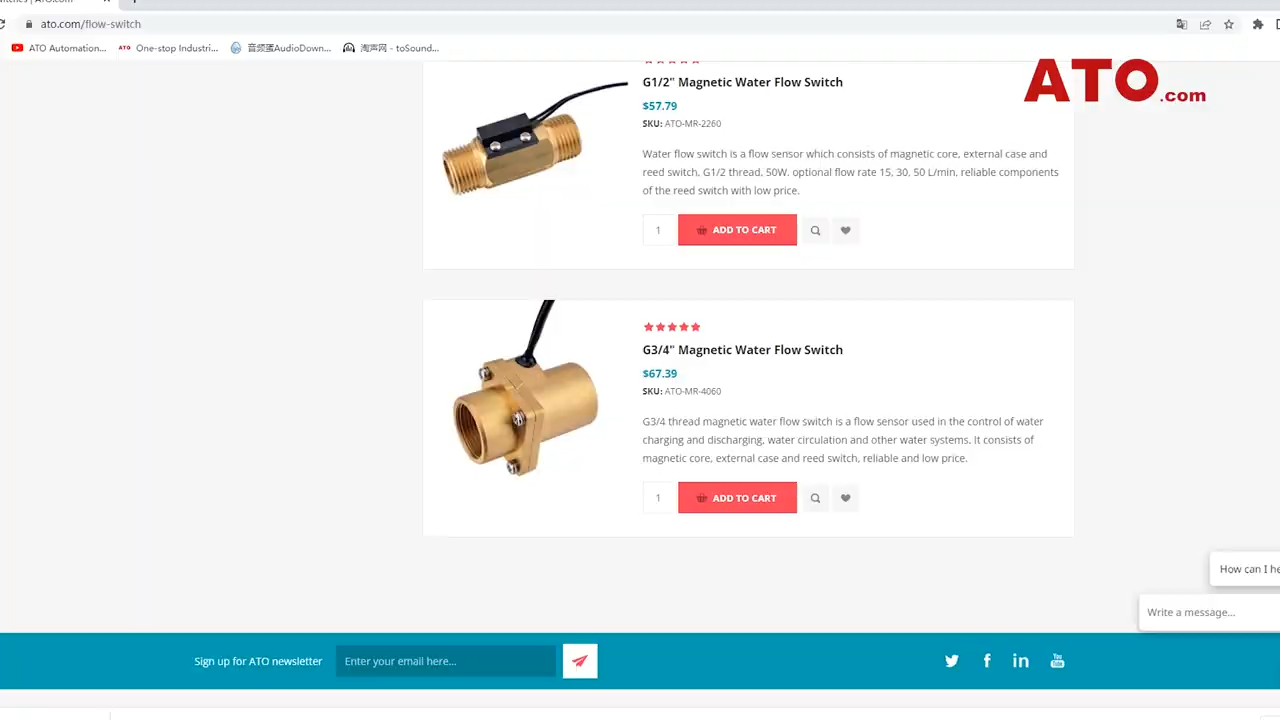 ato.com/flow-switch
ATO Automation... ATO One-stop Industri... 音频蛋AudioDown... 淘声网 - toSound...
ATO.com
G1/2" Magnetic Water Flow Switch
$57.79
SKU: ATO-MR-2260
Water flow switch is a flow sensor which consists of magnetic core, external case and
reed switch, G1/2 thread, 50W. optional flow rate 15, 30, 50 L/min, reliable components
of the reed switch with low price.
1 ADD TO CART
G3/4" Magnetic Water Flow Switch
$67.39
SKU: ATO-MR-4060
G3/4 thread magnetic water flow switch is a flow sensor used in the control of water
charging and discharging, water circulation and other water systems. It consists of
magnetic core, external case and reed switch, reliable and low price.
1 ADD TO CART
How can I he
Write a message...
Sign up for ATO newsletter Enter your email here...
You Tube